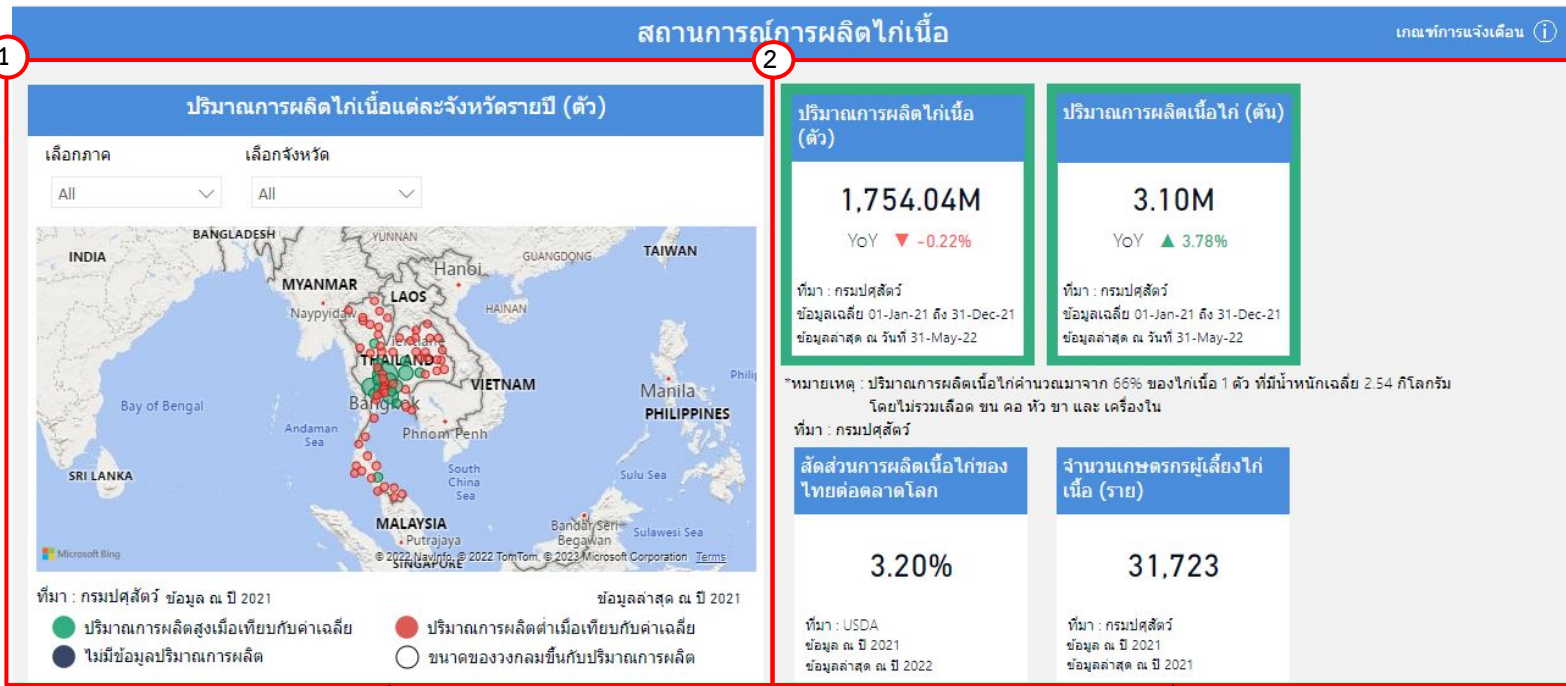 สถานการณ์การผลิตไก่เนื้อ
เกณฑ์การแจ้งเตือน
1
ปริมาณการผลิตไก่เนื้อแต่ละจังหวัดรายปี (ตัว)
เลือกภาค
เลือกจังหวัด
All
All
BANGLADESH
YUNNAN
INDIA
GUANGDONG
TAIWAN
Hanoi
MYANMAR
LAOS
Naypyidaw
HAINAN
Vientiane
THAILAND
VIETNAM
Manila
Phili
Bay of Bengal
Bangkok
PHILIPPINES
Andaman
Sea
Phnom Penh
South
China
Sea
Sulu Sea
SRI LANKA
MALAYSIA
Bandar Seri
Begawan
Sulawesi Sea
Putrajaya
Microsoft Bing
© 2022 NavInfo, © 2022 TomTom, © 2023 Microsoft Corporation Terms
SINGAPORE
ที่มา : กรมปศุสัตว์ ข้อมูล ณ ปี 2021
ข้อมูลล่าสุด ณ ปี 2021
ปริมาณการผลิตสูงเมื่อเทียบกับค่าเฉลี่ย
ปริมาณการผลิตต่ำเมื่อเทียบกับค่าเฉลี่ย
ไม่มีข้อมูลปริมาณการผลิต
ขนาดของวงกลมขึ้นกับปริมาณการผลิต
2
ปริมาณการผลิตไก่เนื้อ
(ตัว)
1,754.04M
YoY ▼ -0.22%
ที่มา : กรมปศุสัตว์
ข้อมูลเฉลี่ย 01-Jan-21 ถึง 31-Dec-21
ข้อมูลล่าสุด ณ วันที่ 31-May-22
ปริมาณการผลิตเนื้อไก่ (ตัน)
3.10M
YoY ▲ 3.78%
ที่มา : กรมปศุสัตว์
ข้อมูลเฉลี่ย 01-Jan-21 ถึง 31-Dec-21
ข้อมูลล่าสุด ณ วันที่ 31-May-22
*หมายเหตุ : ปริมาณการผลิตเนื้อไก่คำนวณมาจาก 66% ของไก่เนื้อ 1 ตัว ที่มีน้ำหนักเฉลี่ย 2.54 กิโลกรัม
โดยไม่รวมเลือด ขน คอ หัว ขา และ เครื่องใน
ที่มา : กรมปศุสัตว์
สัดส่วนการผลิตเนื้อไก่ของ
ไทยต่อตลาดโลก
3.20%
ที่มา : USDA
ข้อมูล ณ ปี 2021
ข้อมูลล่าสุด ณ ปี 2022
จำนวนเกษตรกรผู้เลี้ยงไก่
เนื้อ (ราย)
31,723
ที่มา : กรมปศุสัตว์
ข้อมูล ณ ปี 2021
ข้อมูลล่าสุด ณ ปี 2021